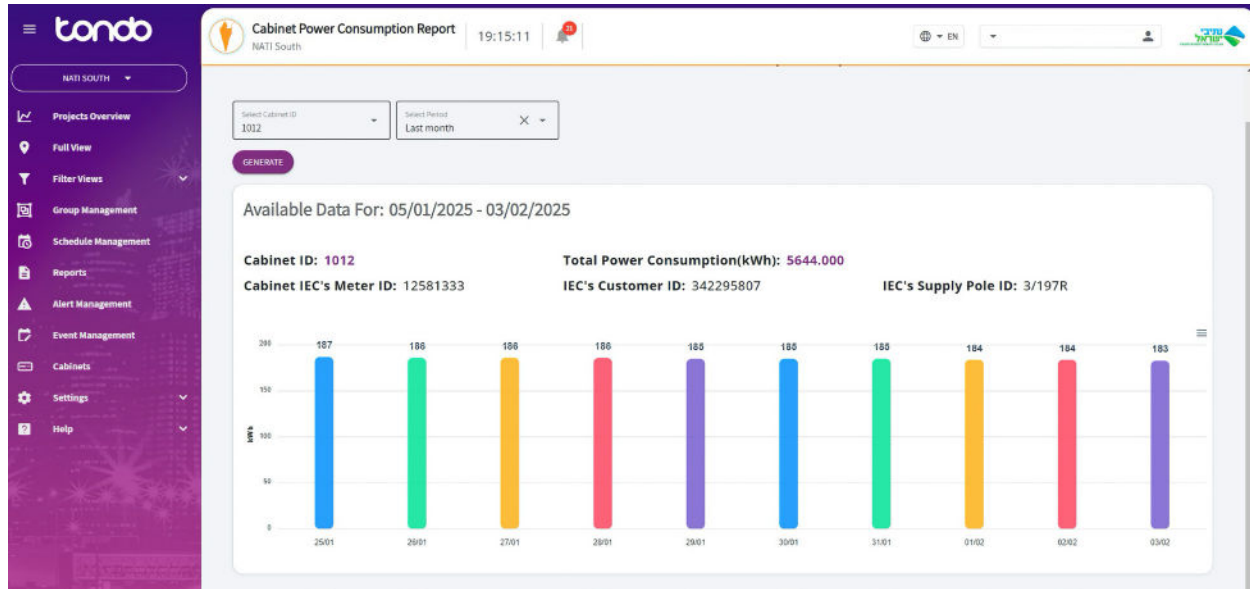 tondo
Cabinet Power Consumption Report
NATI South
19:15:11
21
EN
נתיבי
ישראל
NATI SOUTH
Projects Overview
Full View
Filter Views
Group Management
Schedule Management
Reports
Alert Management
Event Management
Cabinets
Settings
Help
Select Cabinet ID
1012
Select Period
Last month
GENERATE
Available Data For: 05/01/2025 - 03/02/2025
Cabinet ID: 1012 Total Power Consumption(kWh): 5644.000
Cabinet IEC's Meter ID: 12581333 IEC's Customer ID: 342295807 IEC's Supply Pole ID: 3/197R
187 186 186 186 185 185 185 184 184 183
200
150
100
50
0
kWh
25/01 26/01 27/01 28/01 29/01 30/01 31/01 01/02 02/02 03/02